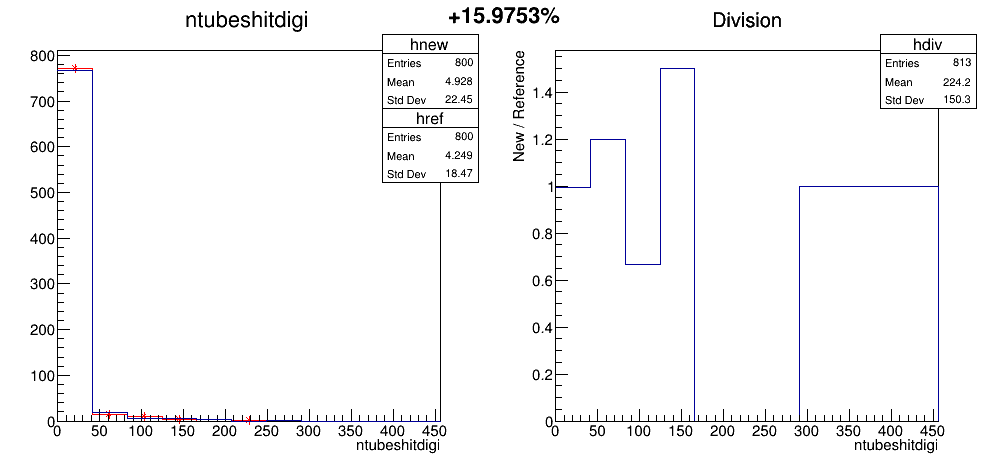 ntubeshitdigi
+15.9753%
Division
hnew
Entries 800
Mean 4.928
Std Dev 22.45
href
Entries 800
Mean 4.249
Std Dev 18.47
800
700
600
500
400
300
200
100
0
0 50 100 150 200 250 300 350 400 450
ntubeshitdigi
hdiv
Entries 813
Mean 224.2
Std Dev 150.3
New / Reference
1.4
1.2
1
0.8
0.6
0.4
0.2
0
0 50 100 150 200 250 300 350 400 450
ntubeshitdigi